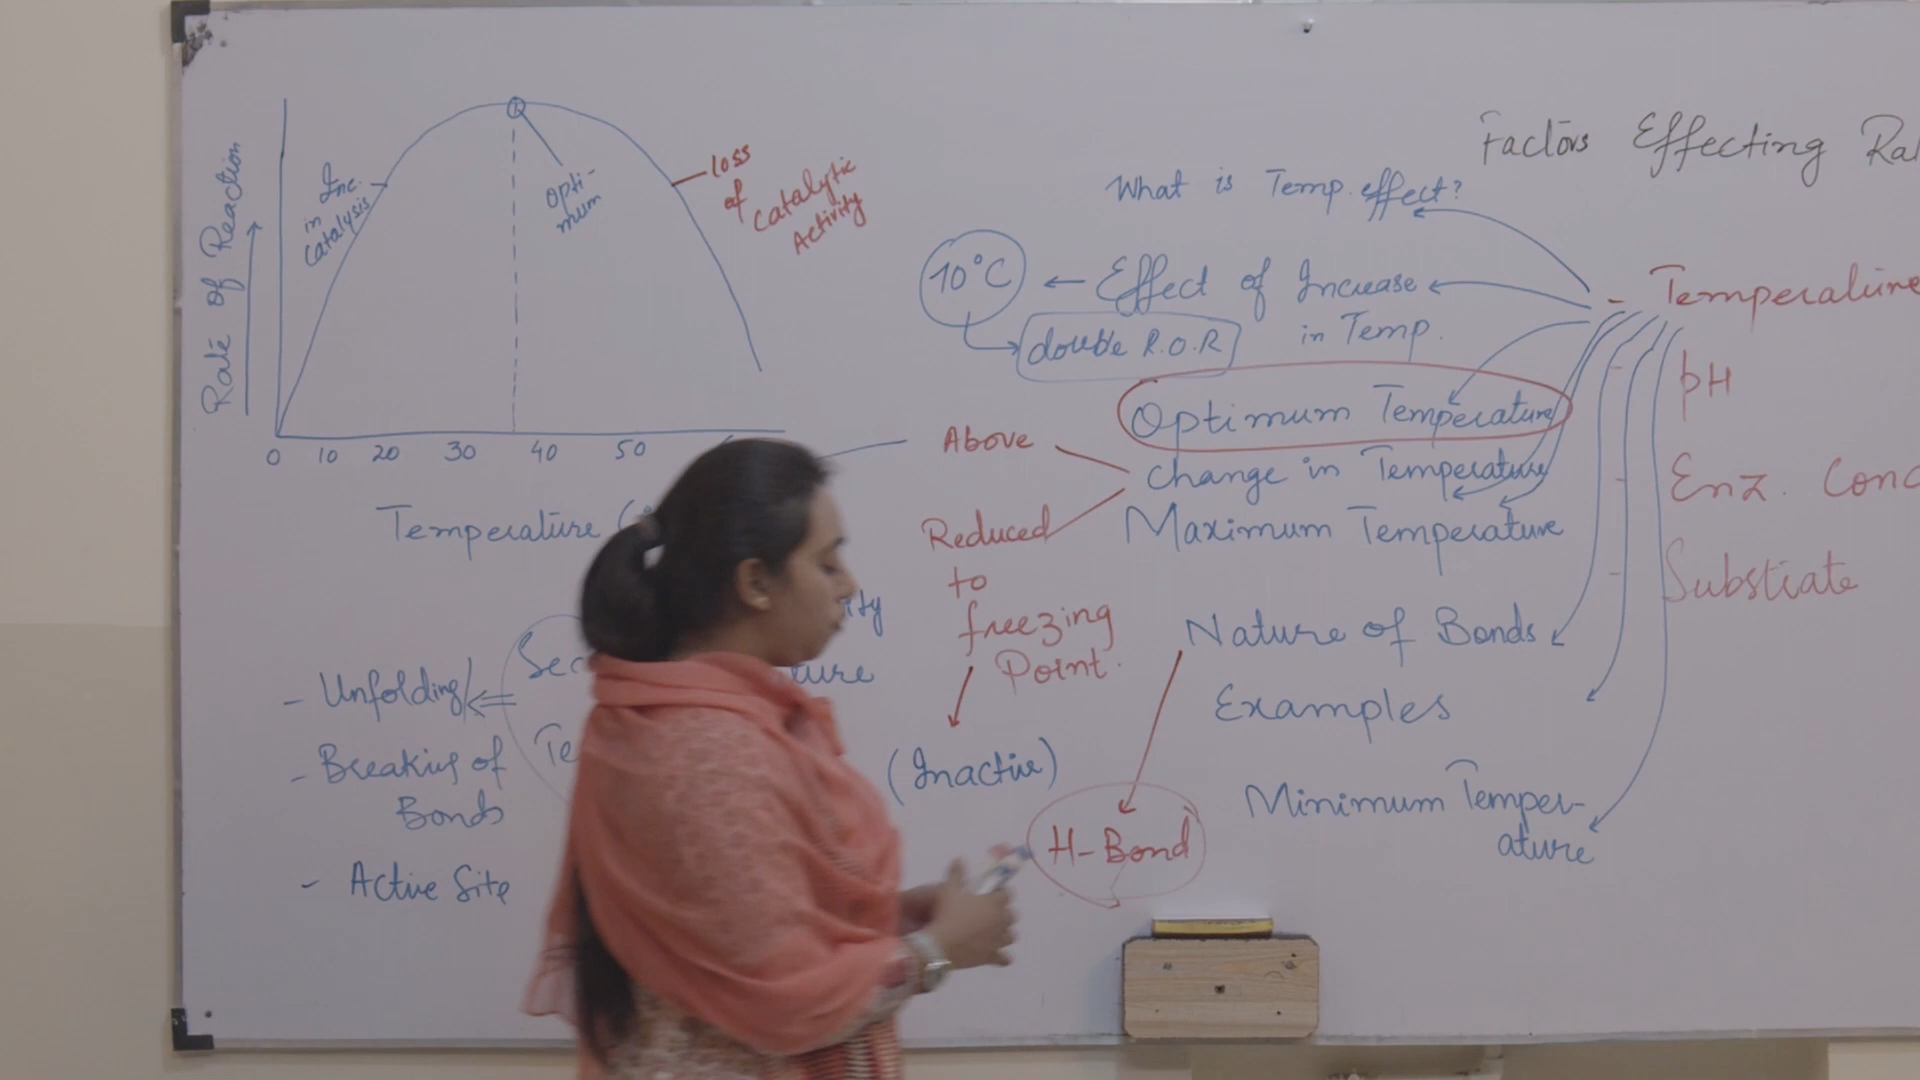 Factors Effecting
What is Temp. effect?
10°C ← Effect of Increase
in Temp.
double R.O.R
Optimum Temperature
Change in Temperature
Maximum Temperature
Nature of Bonds
Examples
Minimum Temper-
ature
- Temperature
pH
Enz. Conc
Substrate
Above
Reduced
to
freezing
Point.
(Inactive)
H-Bond
Rate of Reaction
Inc.
in
Catalysis
Opti-
mum
loss
of
Catalytic
Activity
0 10 20 30 40 50
Temperature
- Unfolding
- Breaking of
Bonds
- Active Site